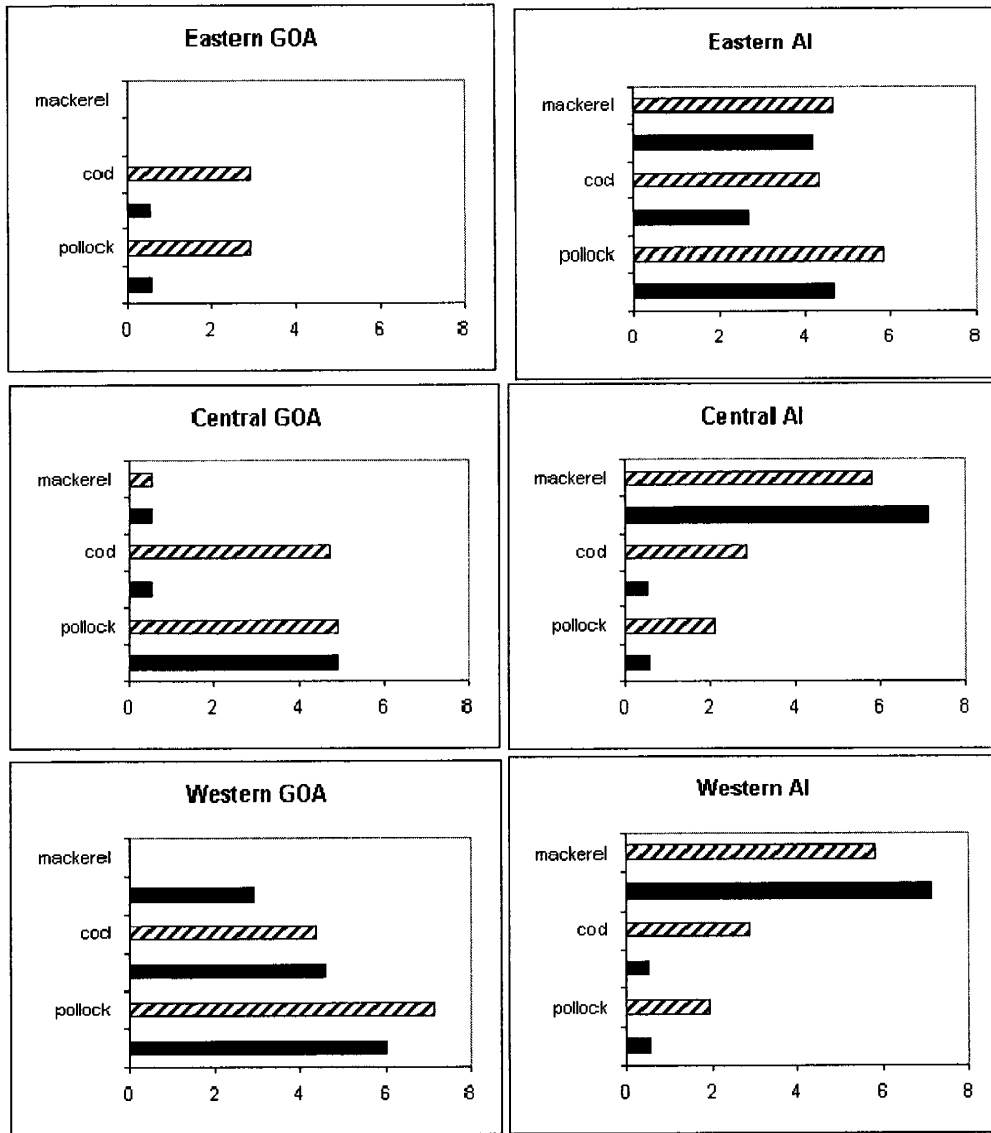 Eastern GOA
mackerel
cod
pollock
0 2 4 6 8
Eastern AI
mackerel
cod
pollock
0 2 4 6 8
Central GOA
mackerel
cod
pollock
0 2 4 6 8
Central AI
mackerel
cod
pollock
0 2 4 6 8
Western GOA
mackerel
cod
pollock
0 2 4 6 8
Western AI
mackerel
cod
pollock
0 2 4 6 8